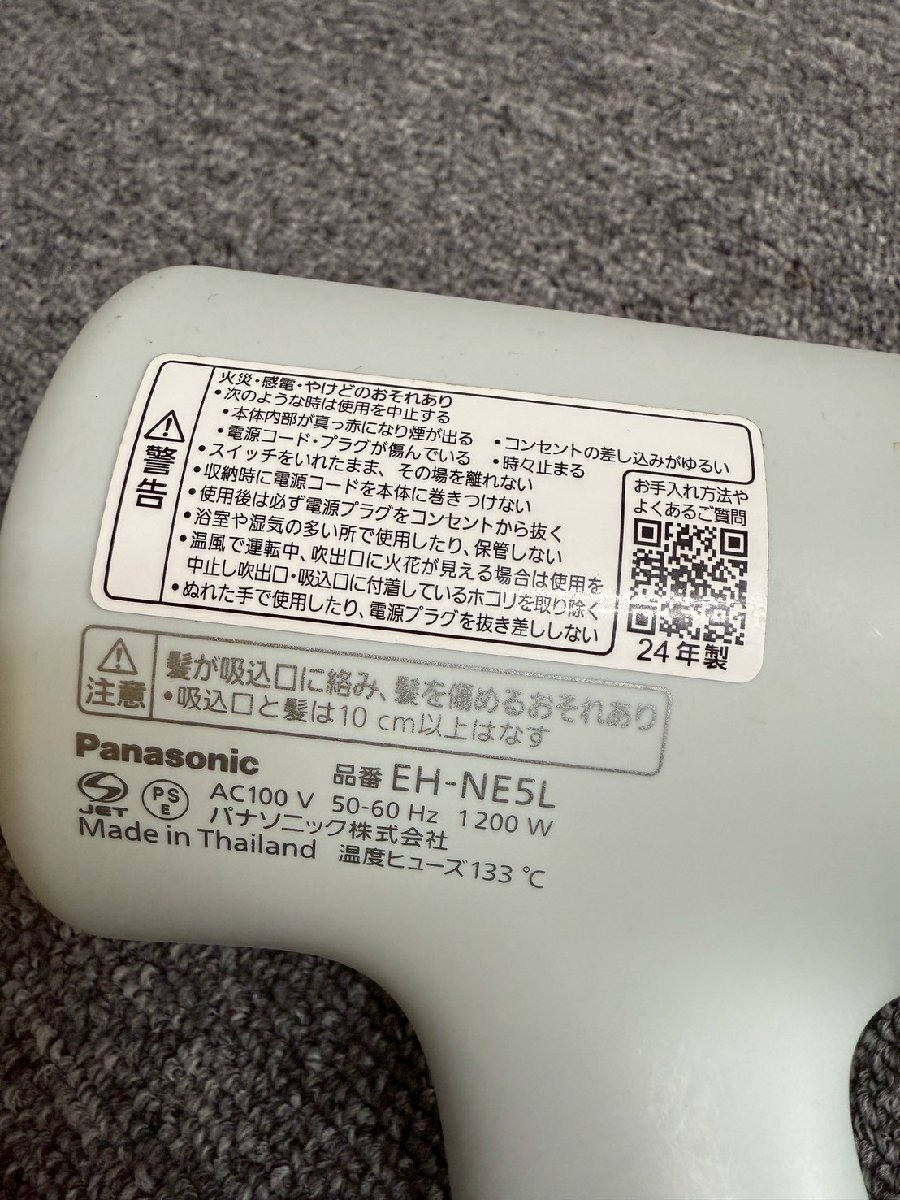 警告
火災・感電・やけどのおそれあり
・次のような時は使用を中止する
・本体内部が真っ赤になり煙が出る ・コンセントの差し込みがゆるい
・電源コード・プラグが傷んでいる ・時々止まる
・スイッチをいれたまま、その場を離れない
・収納時に電源コードを本体に巻きつけない
・使用後は必ず電源プラグをコンセントから抜く
・浴室や湿気の多い所で使用したり、保管しない
・温風で運転中、吹出口に火花が見える場合は使用を
中止し吹出口・吸込口に付着しているホコリを取り除く
・ぬれた手で使用したり、電源プラグを抜き差ししない
お手入れ方法や
よくあるご質問
24年製
注意
髪が吸込口に絡み、髪を傷めるおそれあり
・吸込口と髪は10 cm以上はなす
Panasonic 品番 EH-NE5L
JET PS E AC100 V 50-60 Hz 1200 W
パナソニック株式会社
Made in Thailand 温度ヒューズ133 ℃